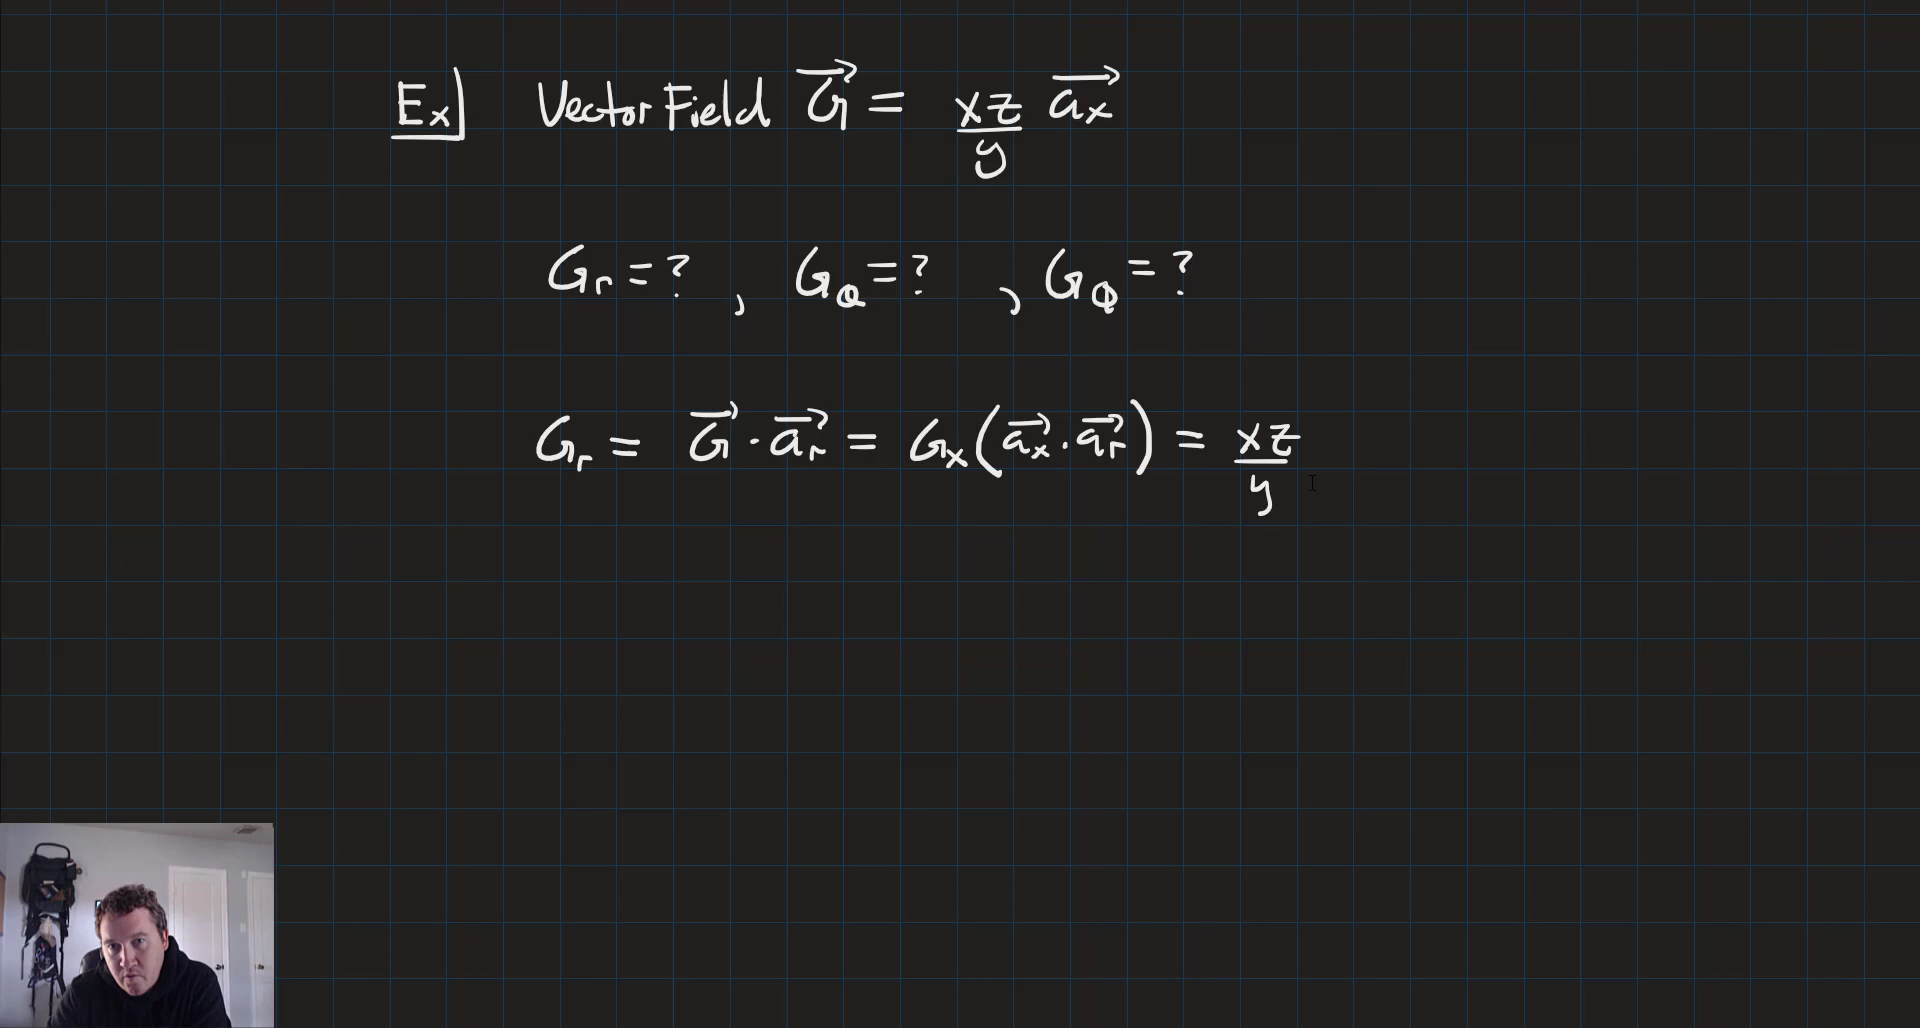 Ex) Vector Field G⃗ = xz/y a⃗ₓ
Gr = ? , Gθ = ? , Gφ = ?
Gr = G⃗ · a⃗r = Gx(a⃗x · a⃗r) = xz/y